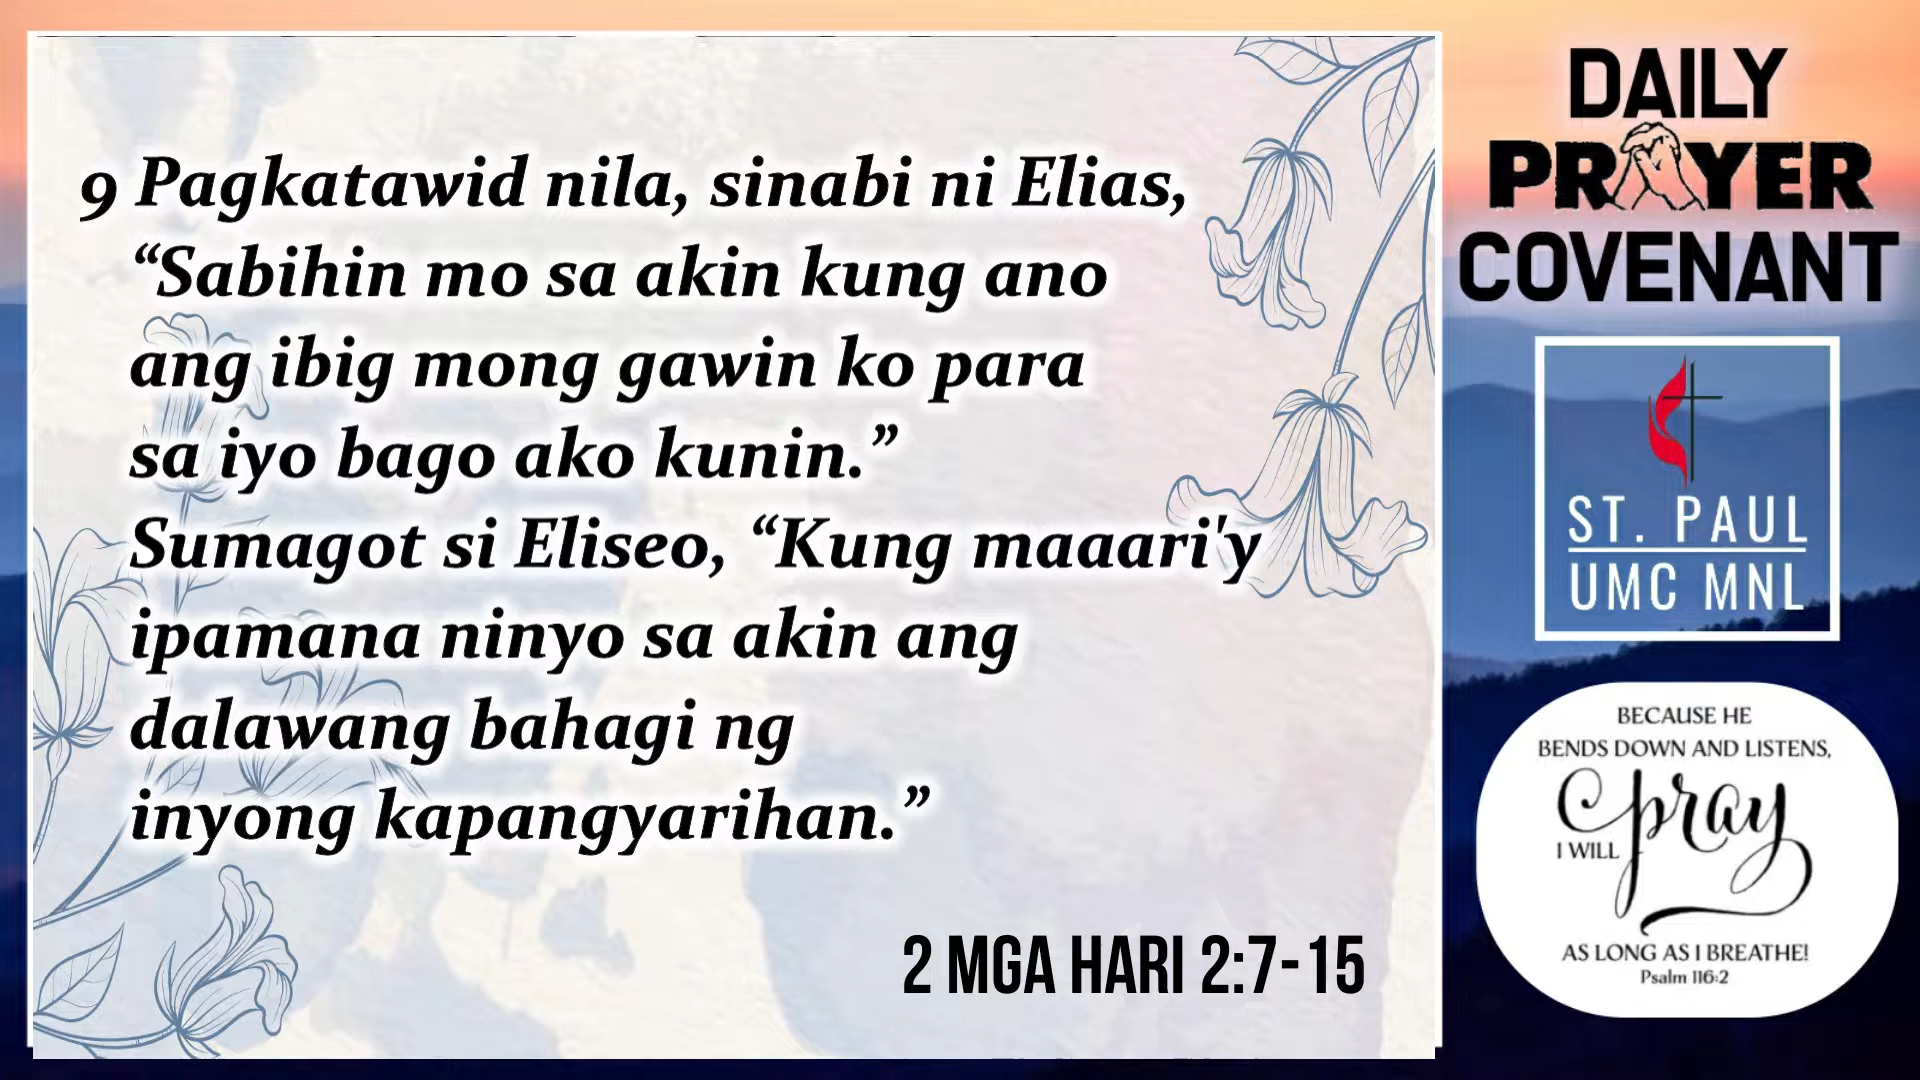 9 Pagkatawid nila, sinabi ni Elias,
“Sabihin mo sa akin kung ano
ang ibig mong gawin ko para
sa iyo bago ako kunin.”
Sumagot si Eliseo, “Kung maaari'y
ipamana ninyo sa akin ang
dalawang bahagi ng
inyong kapangyarihan.”
2 MGA HARI 2:7-15
DAILY
PRAYER
COVENANT
ST. PAUL
UMC MNL
BECAUSE HE
BENDS DOWN AND LISTENS,
I WILL pray
AS LONG AS I BREATHE!
Psalm 116:2